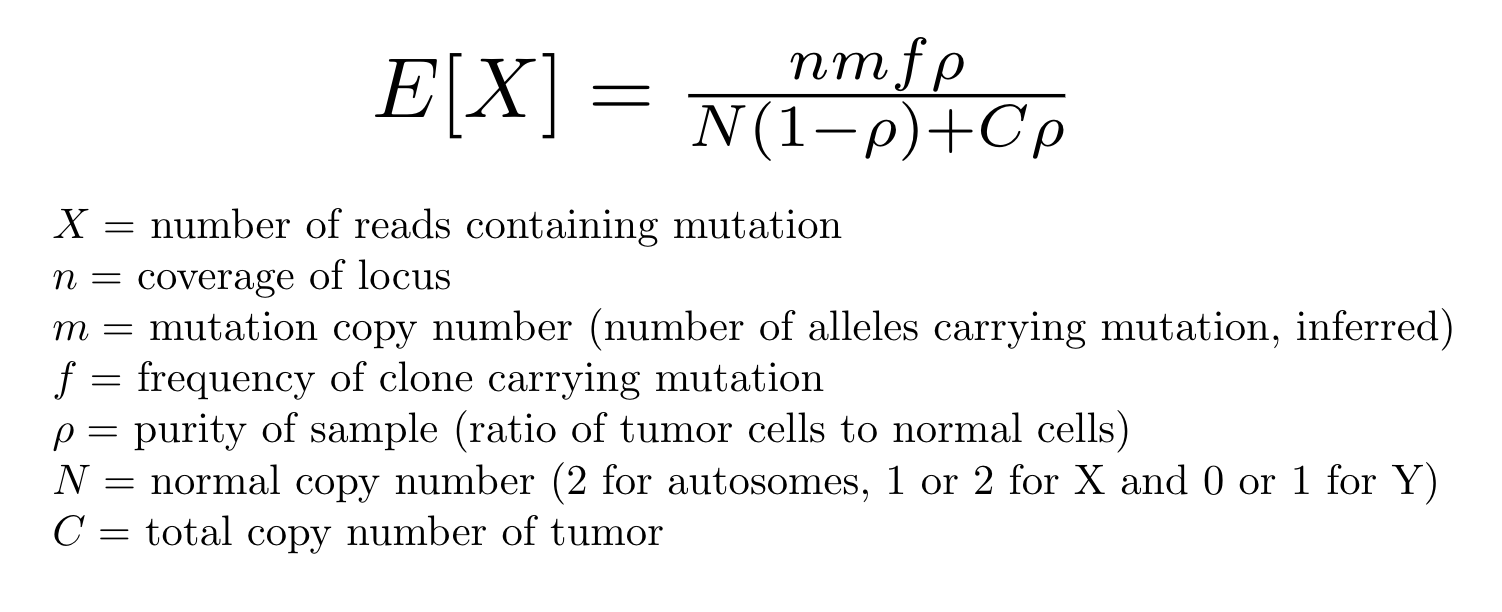 E[X] = nmfρ / N(1−ρ)+Cρ
X = number of reads containing mutation
n = coverage of locus
m = mutation copy number (number of alleles carrying mutation, inferred)
f = frequency of clone carrying mutation
ρ = purity of sample (ratio of tumor cells to normal cells)
N = normal copy number (2 for autosomes, 1 or 2 for X and 0 or 1 for Y)
C = total copy number of tumor